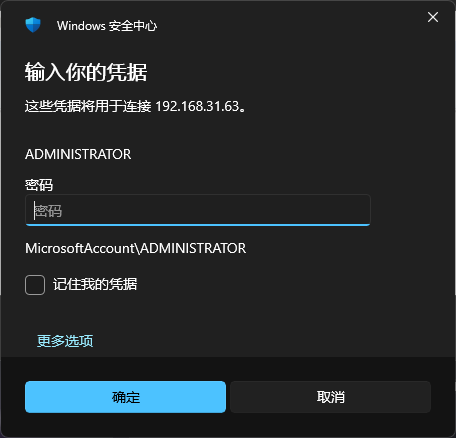 Windows 安全中心
输入你的凭据
这些凭据将用于连接 192.168.31.63。
ADMINISTRATOR
密码
密码
MicrosoftAccount\ADMINISTRATOR
记住我的凭据
更多选项
确定
取消